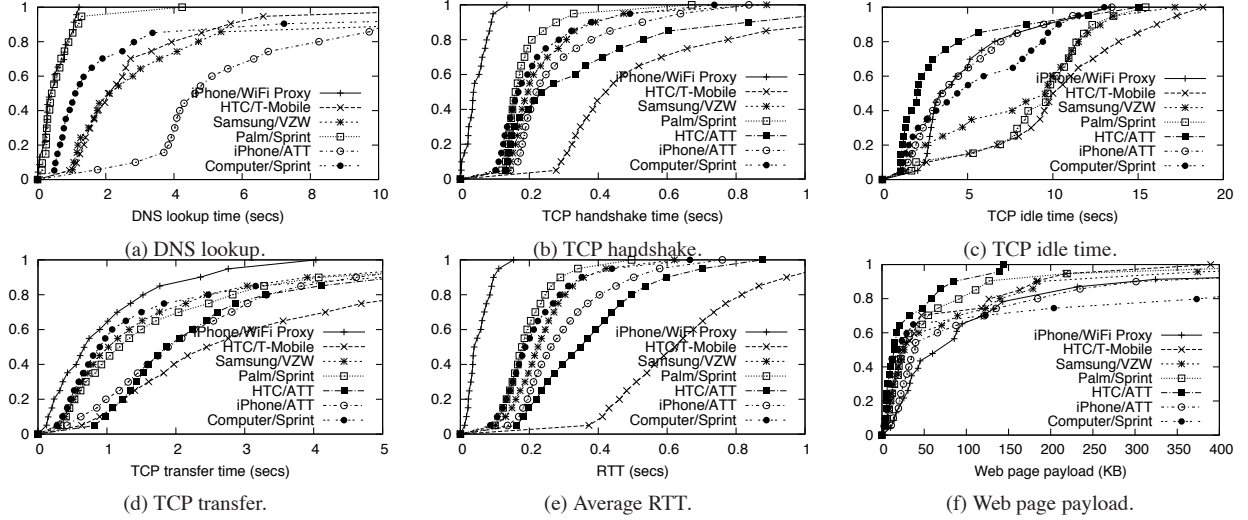 1
0.8
0.6
0.4
0.2
0
0 2 4 6 8 10
DNS lookup time (secs)
iPhone/WiFi Proxy
HTC/T-Mobile
Samsung/VZW
Palm/Sprint
HTC/ATT
iPhone/ATT
Computer/Sprint
(a) DNS lookup.
1
0.8
0.6
0.4
0.2
0
0 0.2 0.4 0.6 0.8 1
TCP handshake time (secs)
iPhone/WiFi Proxy
HTC/T-Mobile
Samsung/VZW
Palm/Sprint
HTC/ATT
iPhone/ATT
Computer/Sprint
(b) TCP handshake.
1
0.8
0.6
0.4
0.2
0
0 5 10 15 20
TCP idle time (secs)
iPhone/WiFi Proxy
HTC/T-Mobile
Samsung/VZW
Palm/Sprint
HTC/ATT
iPhone/ATT
Computer/Sprint
(c) TCP idle time.
1
0.8
0.6
0.4
0.2
0
0 1 2 3 4 5
TCP transfer time (secs)
iPhone/WiFi Proxy
HTC/T-Mobile
Samsung/VZW
Palm/Sprint
HTC/ATT
iPhone/ATT
Computer/Sprint
(d) TCP transfer.
1
0.8
0.6
0.4
0.2
0
0 0.2 0.4 0.6 0.8 1
RTT (secs)
iPhone/WiFi Proxy
HTC/T-Mobile
Samsung/VZW
Palm/Sprint
HTC/ATT
iPhone/ATT
Computer/Sprint
(e) Average RTT.
1
0.8
0.6
0.4
0.2
0
0 50 100 150 200 250 300 350 400
Web page payload (KB)
iPhone/WiFi Proxy
HTC/T-Mobile
Samsung/VZW
Palm/Sprint
HTC/ATT
iPhone/ATT
Computer/Sprint
(f) Web page payload.